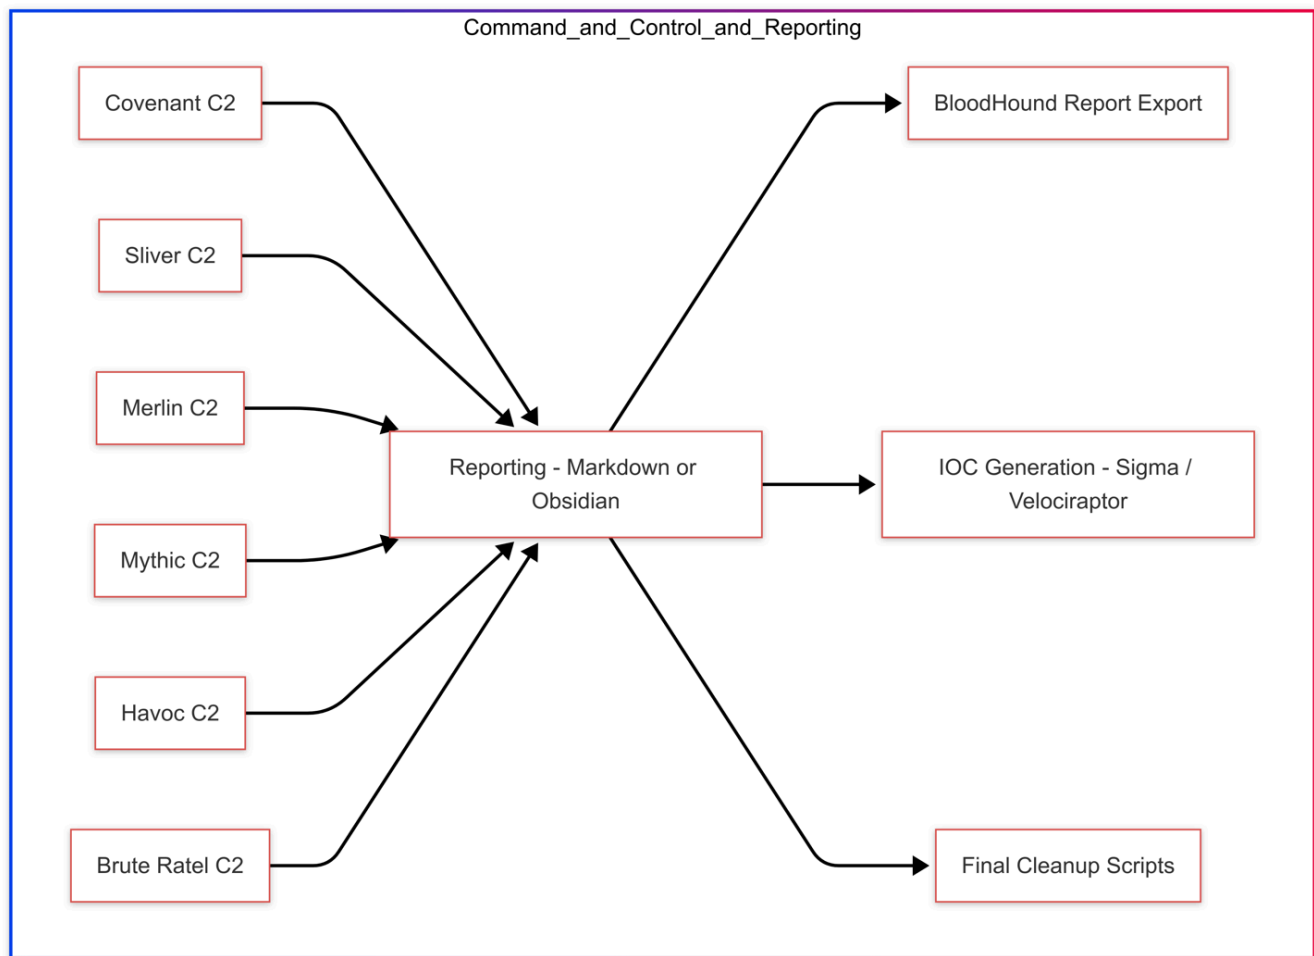 Command_and_Control_and_Reporting
Covenant C2
BloodHound Report Export
Sliver C2
Merlin C2
Reporting - Markdown or
Obsidian
IOC Generation - Sigma /
Velociraptor
Mythic C2
Havoc C2
Brute Ratel C2
Final Cleanup Scripts